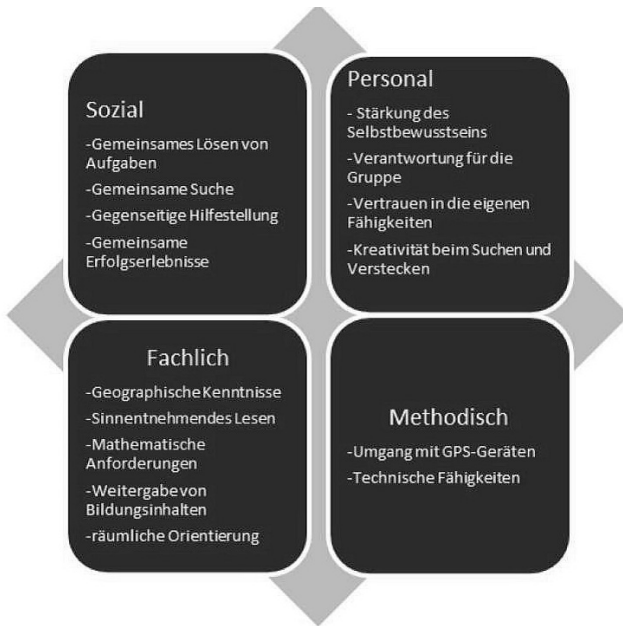 Sozial
-Gemeinsames Lösen von
Aufgaben
-Gemeinsame Suche
-Gegenseitige Hilfestellung
-Gemeinsame
Erfolgserlebnisse
Personal
- Stärkung des
Selbstbewusstseins
-Verantwortung für die
Gruppe
-Vertrauen in die eigenen
Fähigkeiten
-Kreativität beim Suchen und
Verstecken
Fachlich
-Geographische Kenntnisse
-Sinnentnehmendes Lesen
-Mathematische
Anforderungen
-Weitergabe von
Bildungsinhalten
-räumliche Orientierung
Methodisch
-Umgang mit GPS-Geräten
-Technische Fähigkeiten